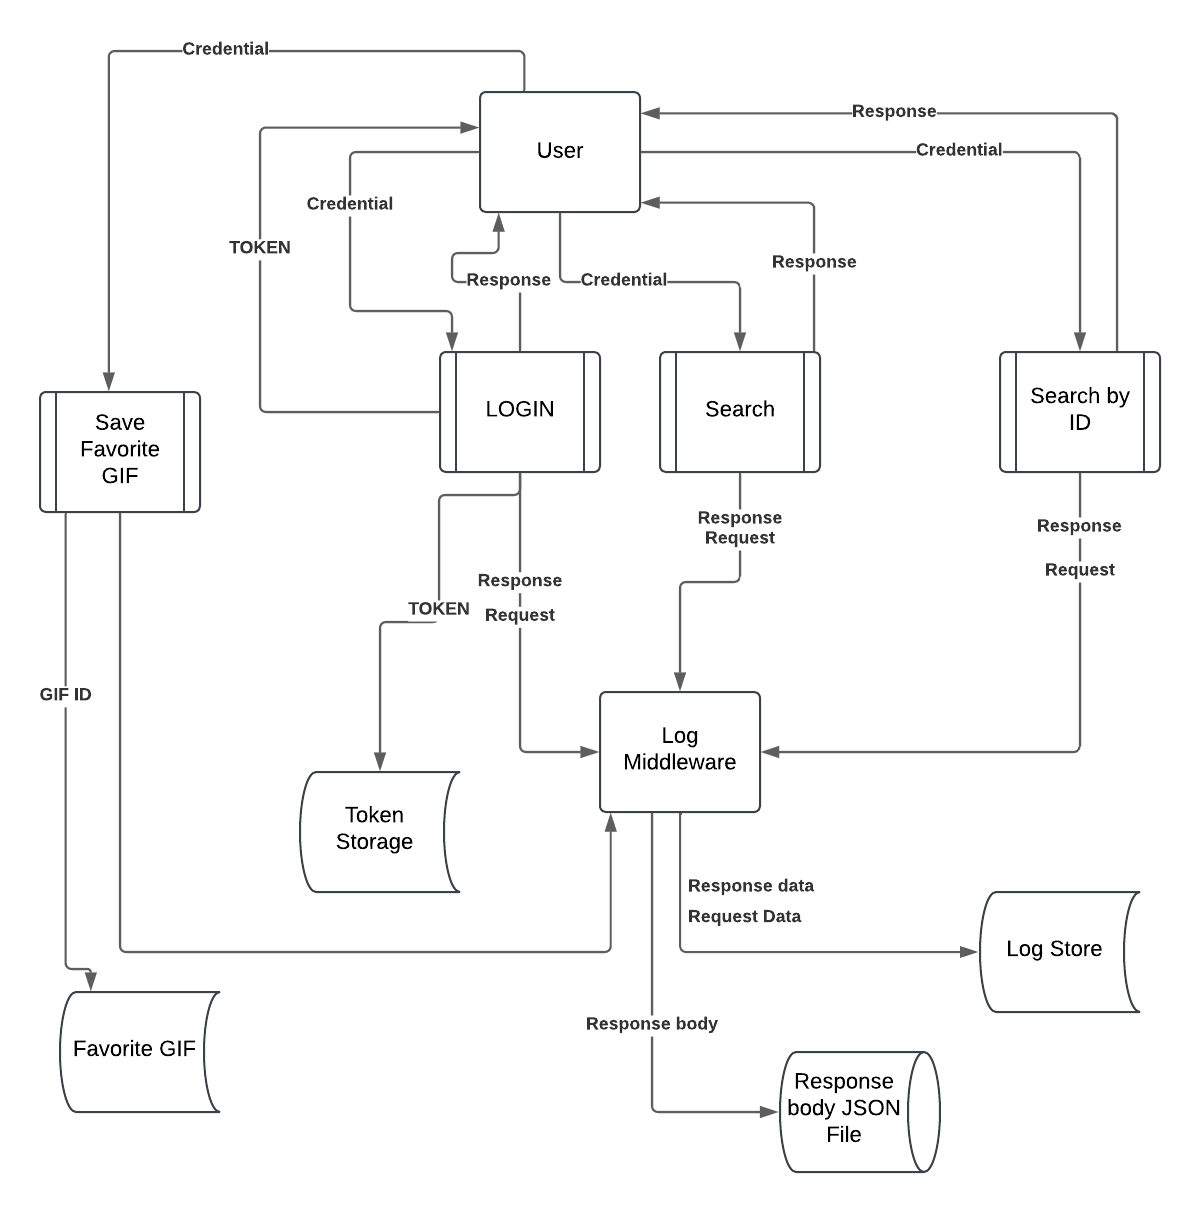 Credential
Response
User
Credential
Credential
TOKEN
Response
Response
Credential
Save
Favorite
GIF
LOGIN
Search
Search by
ID
Response
Request
Response
Request
Response
Request
TOKEN
GIF ID
Log
Middleware
Token
Storage
Response data
Request Data
Log Store
Response body
Favorite GIF
Response
body JSON
File